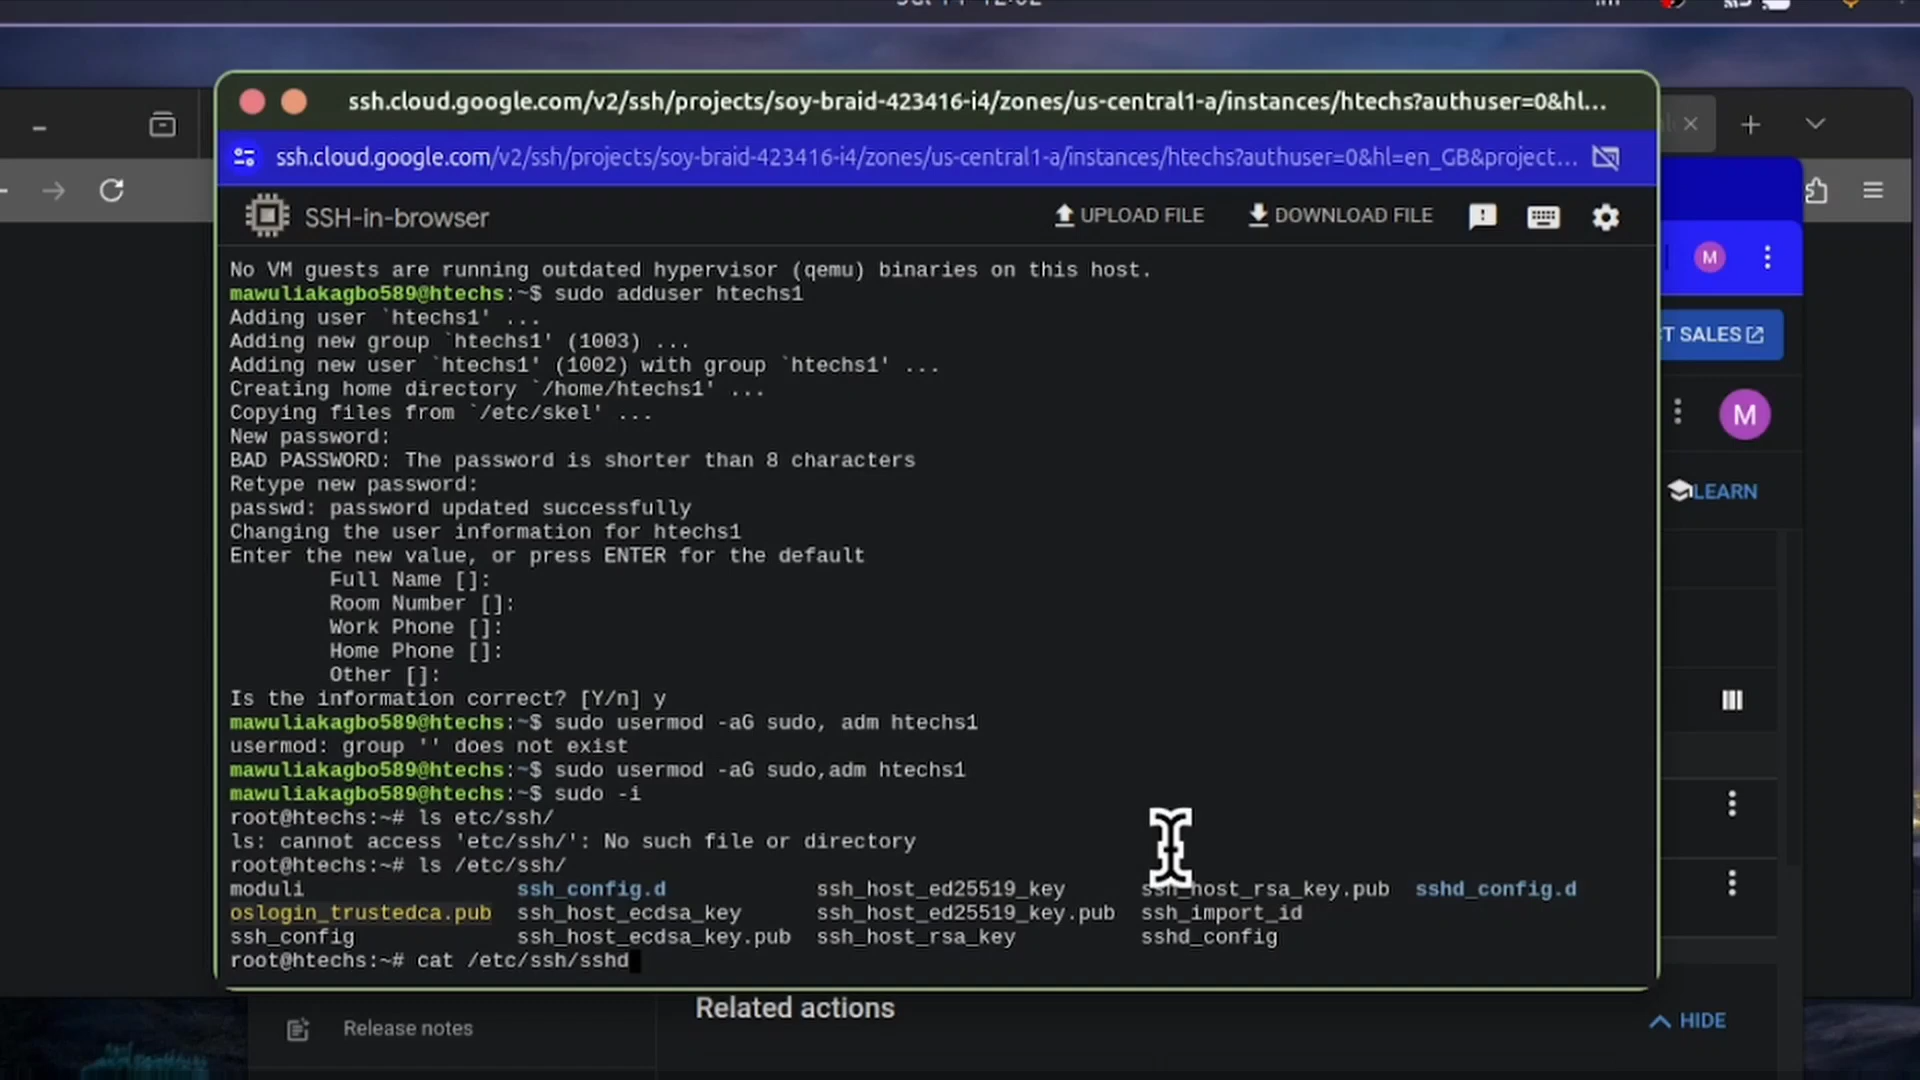 ssh.cloud.google.com/v2/ssh/projects/soy-braid-423416-i4/zones/us-central1-a/instances/htechs?authuser=0&hl...
ssh.cloud.google.com/v2/ssh/projects/soy-braid-423416-i4/zones/us-central1-a/instances/htechs?authuser=0&hl=en_GB&project...
SSH-in-browser
UPLOAD FILE
DOWNLOAD FILE
M
T SALES
M
LEARN
No VM guests are running outdated hypervisor (qemu) binaries on this host.
mawuliakagbo589@htechs:~$ sudo adduser htechs1
Adding user `htechs1' ...
Adding new group `htechs1' (1003) ...
Adding new user `htechs1' (1002) with group `htechs1' ...
Creating home directory `/home/htechs1' ...
Copying files from `/etc/skel' ...
New password:
BAD PASSWORD: The password is shorter than 8 characters
Retype new password:
passwd: password updated successfully
Changing the user information for htechs1
Enter the new value, or press ENTER for the default
Full Name []:
Room Number []:
Work Phone []:
Home Phone []:
Other []:
Is the information correct? [Y/n] y
mawuliakagbo589@htechs:~$ sudo usermod -aG sudo, adm htechs1
usermod: group '' does not exist
mawuliakagbo589@htechs:~$ sudo usermod -aG sudo,adm htechs1
mawuliakagbo589@htechs:~$ sudo -i
root@htechs:~# ls etc/ssh/
ls: cannot access 'etc/ssh/': No such file or directory
root@htechs:~# ls /etc/ssh/
moduli ssh_config.d ssh_host_ed25519_key ssh_host_rsa_key.pub sshd_config.d
oslogin_trustedca.pub ssh_host_ecdsa_key ssh_host_ed25519_key.pub ssh_import_id
ssh_config ssh_host_ecdsa_key.pub ssh_host_rsa_key sshd_config
root@htechs:~# cat /etc/ssh/sshd
Related actions
Release notes
HIDE